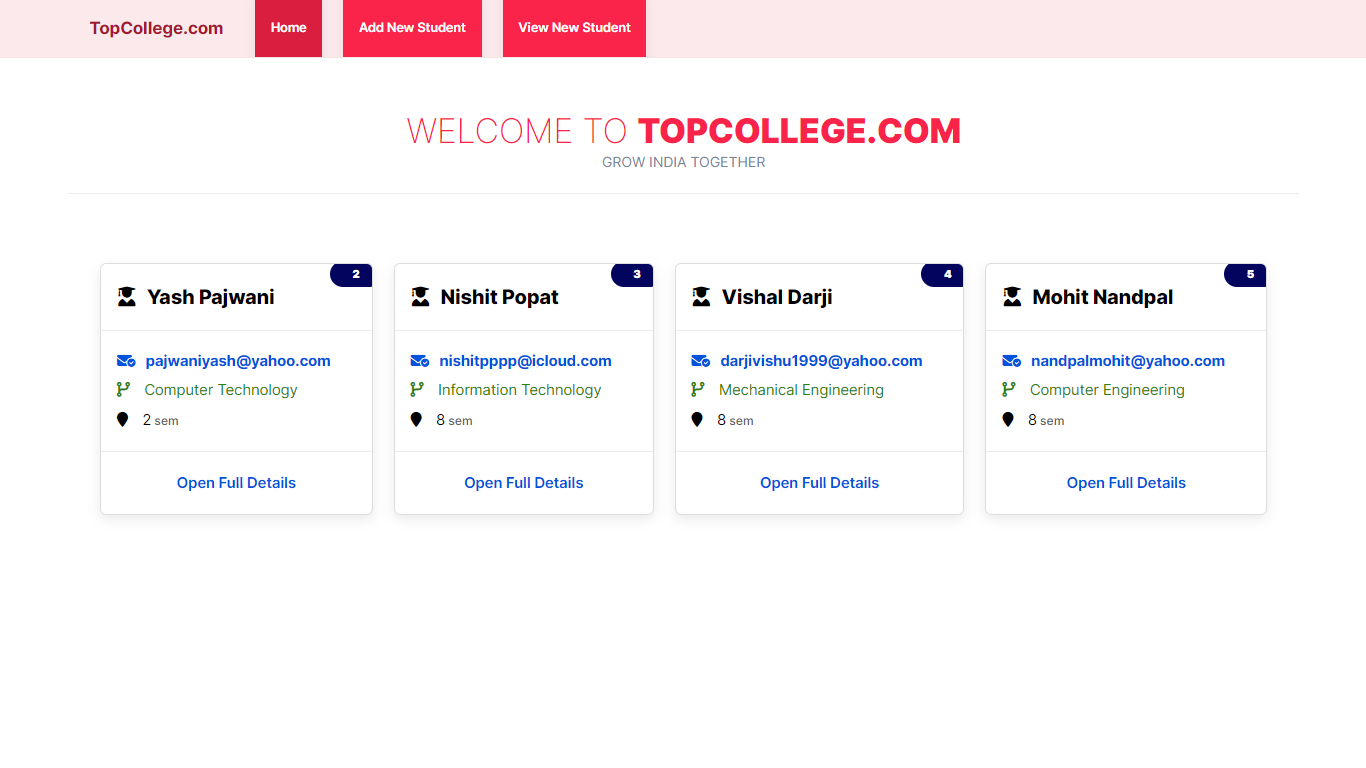 TopCollege.com Home Add New Student View New Student
WELCOME TO TOPCOLLEGE.COM
GROW INDIA TOGETHER
2
Yash Pajwani
pajwaniyash@yahoo.com
Computer Technology
2 sem
Open Full Details
3
Nishit Popat
nishitpppp@icloud.com
Information Technology
8 sem
Open Full Details
4
Vishal Darji
darjivishu1999@yahoo.com
Mechanical Engineering
8 sem
Open Full Details
5
Mohit Nandpal
nandpalmohit@yahoo.com
Computer Engineering
8 sem
Open Full Details